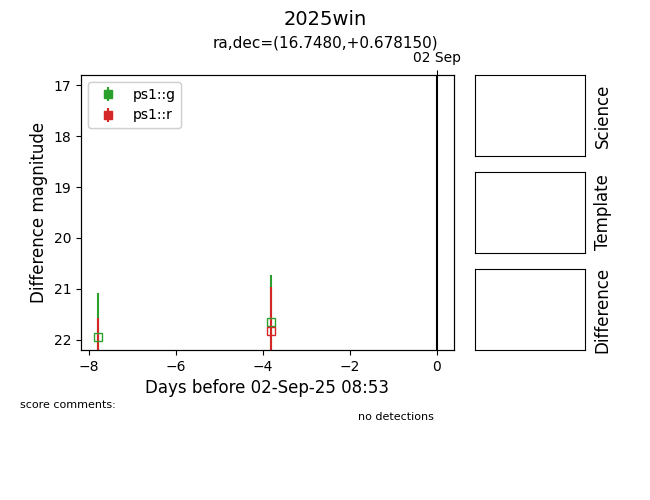 2025win
ra,dec=(16.7480,+0.678150)
02 Sep
ps1::g
ps1::r
17
18
19
20
21
22
Difference magnitude
−8
−6
−4
−2
0
Days before 02-Sep-25 08:53
Science
Template
Difference
score comments:
no detections